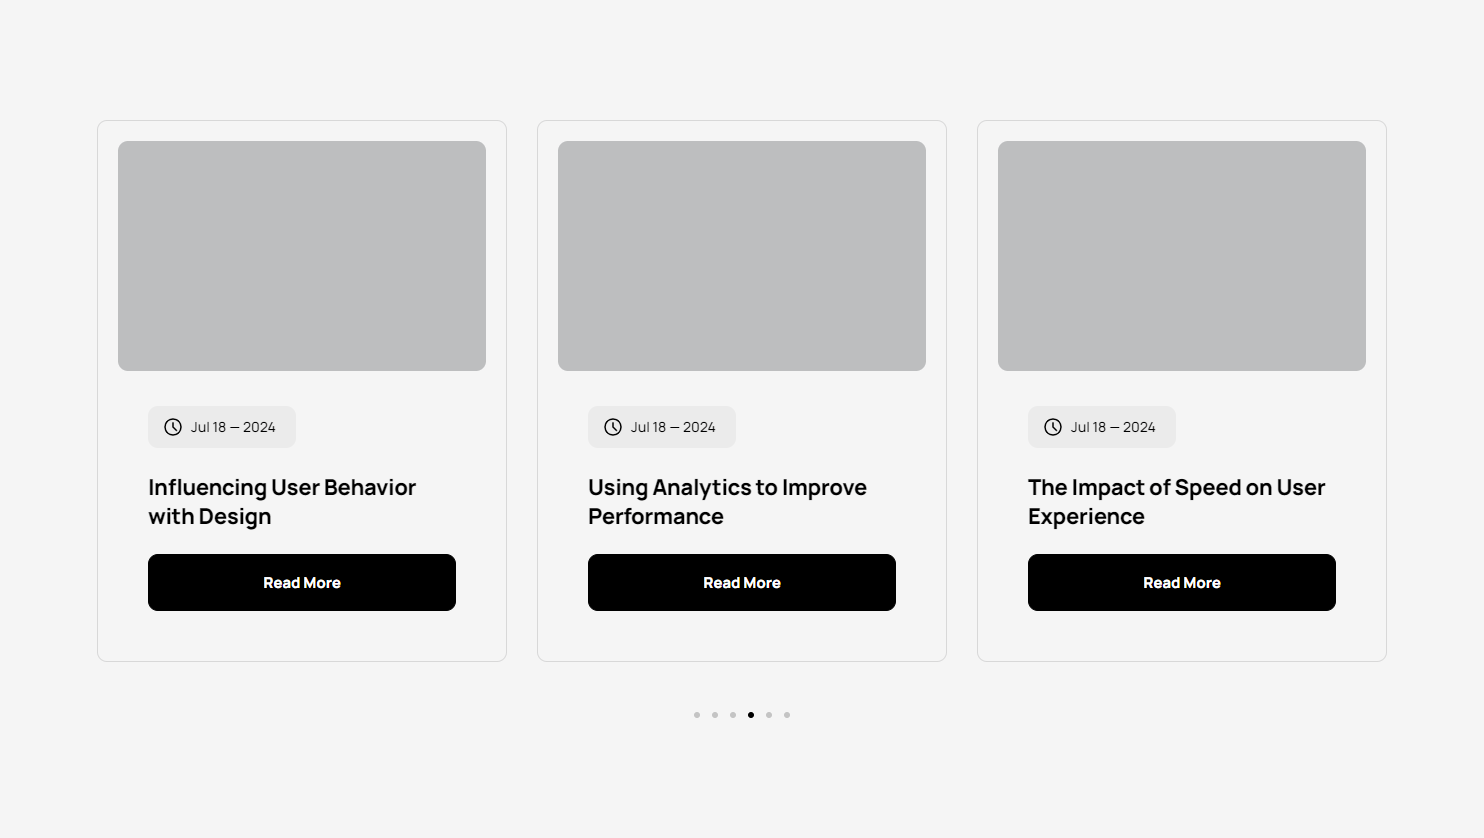 Jul 18 — 2024
Influencing User Behavior
with Design
Read More
Jul 18 — 2024
Using Analytics to Improve
Performance
Read More
Jul 18 — 2024
The Impact of Speed on User
Experience
Read More